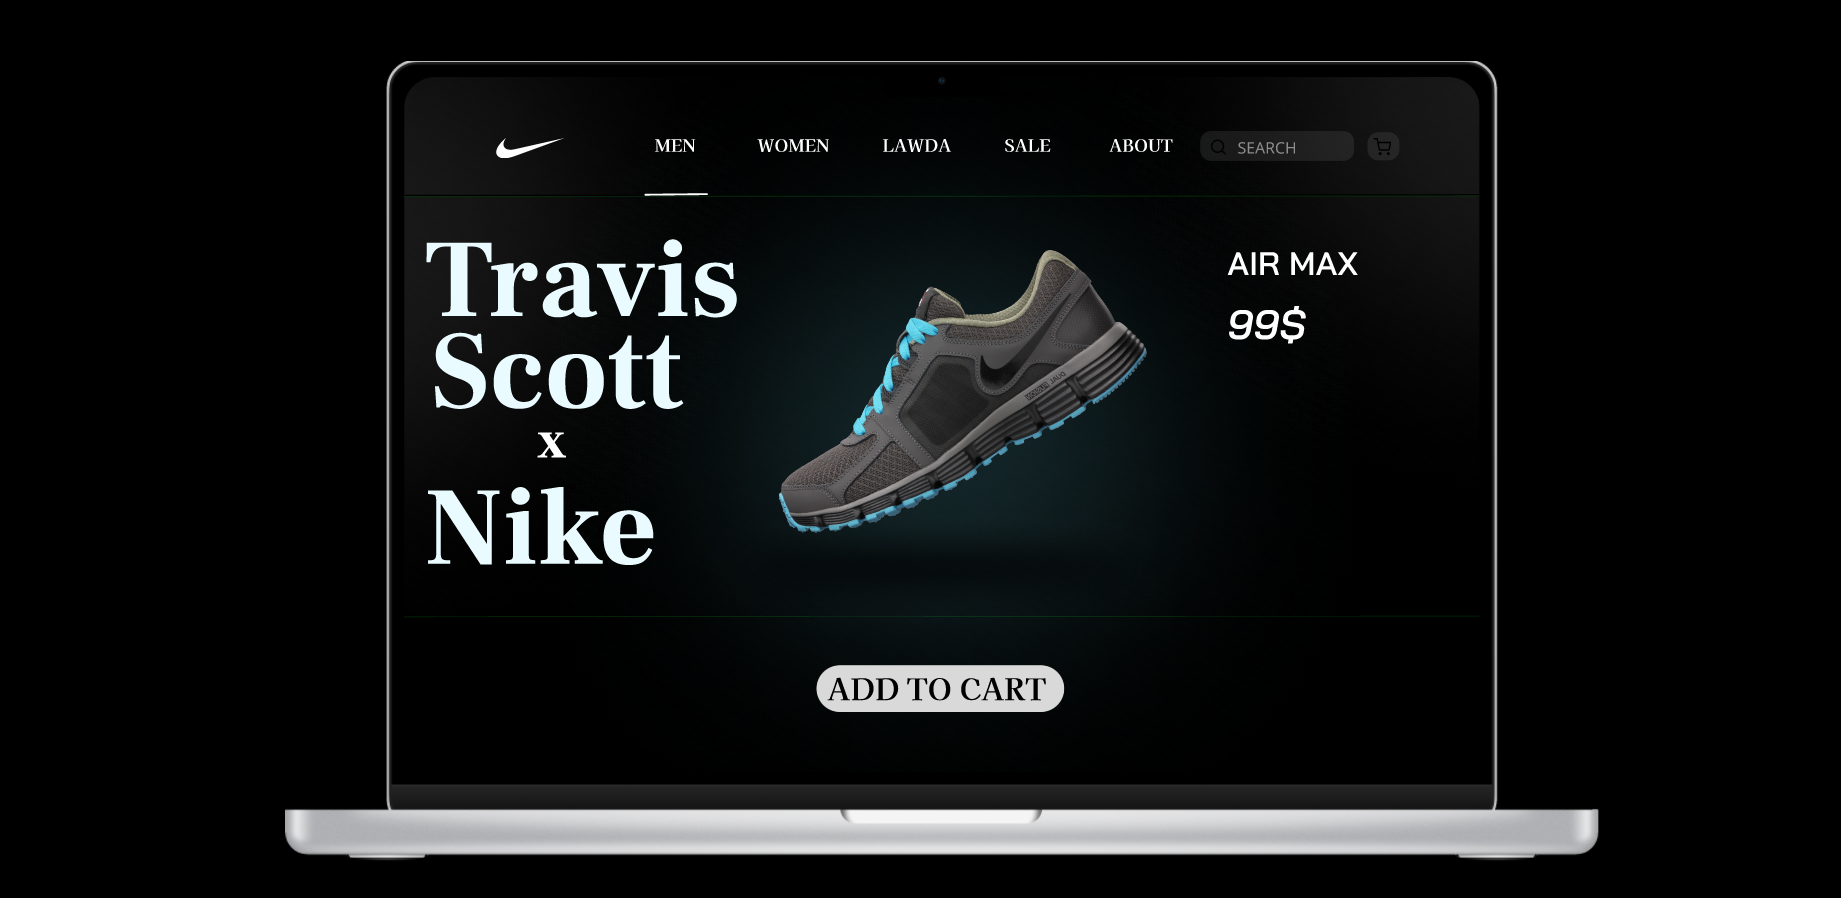 MEN
WOMEN
LAWDA
SALE
ABOUT
SEARCH
Travis
Scott
x
Nike
AIR MAX
99$
ADD TO CART